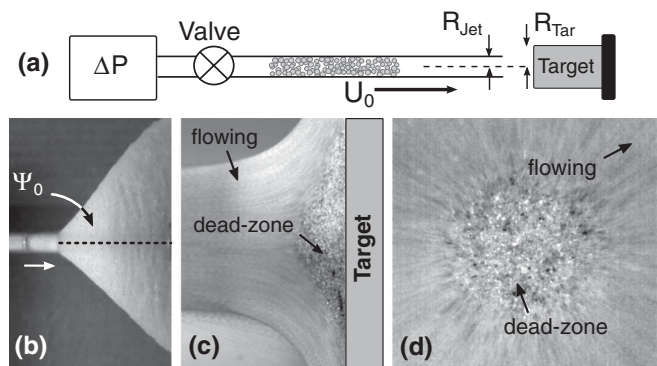 R_Jet R_Tar
Valve
(a) ΔP Target
U_0
flowing flowing
Ψ_0
dead-zone
Target
dead-zone
(b) (c) (d)